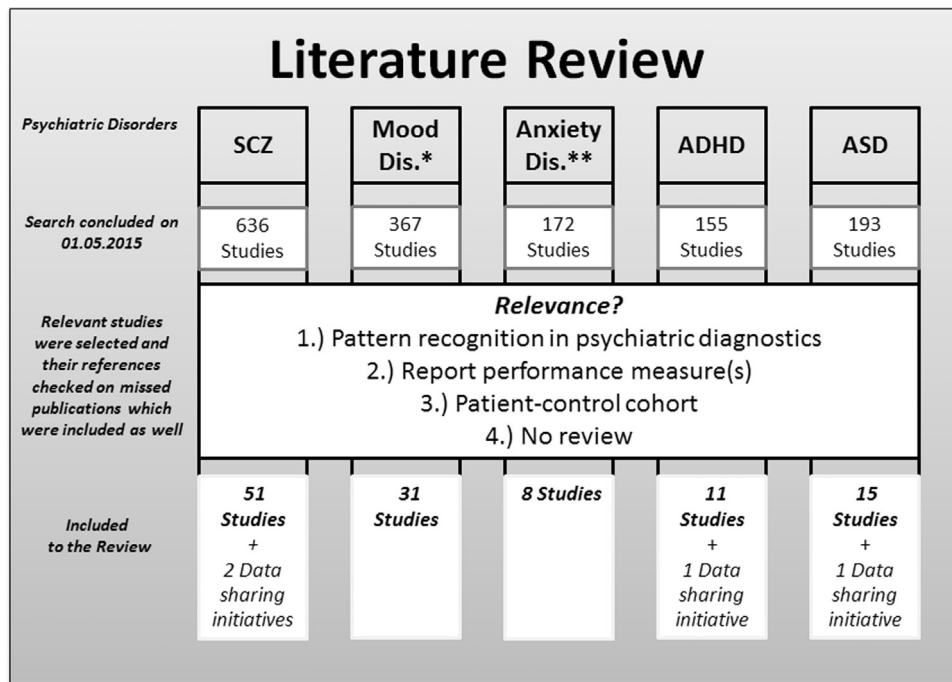 Literature Review
Psychiatric Disorders
SCZ
Mood
Dis.*
Anxiety
Dis.**
ADHD
ASD
Search concluded on
01.05.2015
636
Studies
367
Studies
172
Studies
155
Studies
193
Studies
Relevant studies
were selected and
their references
checked on missed
publications which
were included as well
Relevance?
1.) Pattern recognition in psychiatric diagnostics
2.) Report performance measure(s)
3.) Patient-control cohort
4.) No review
Included
to the Review
51
Studies
+
2 Data
sharing
initiatives
31
Studies
8 Studies
11
Studies
+
1 Data
sharing
initiative
15
Studies
+
1 Data
sharing
initiative